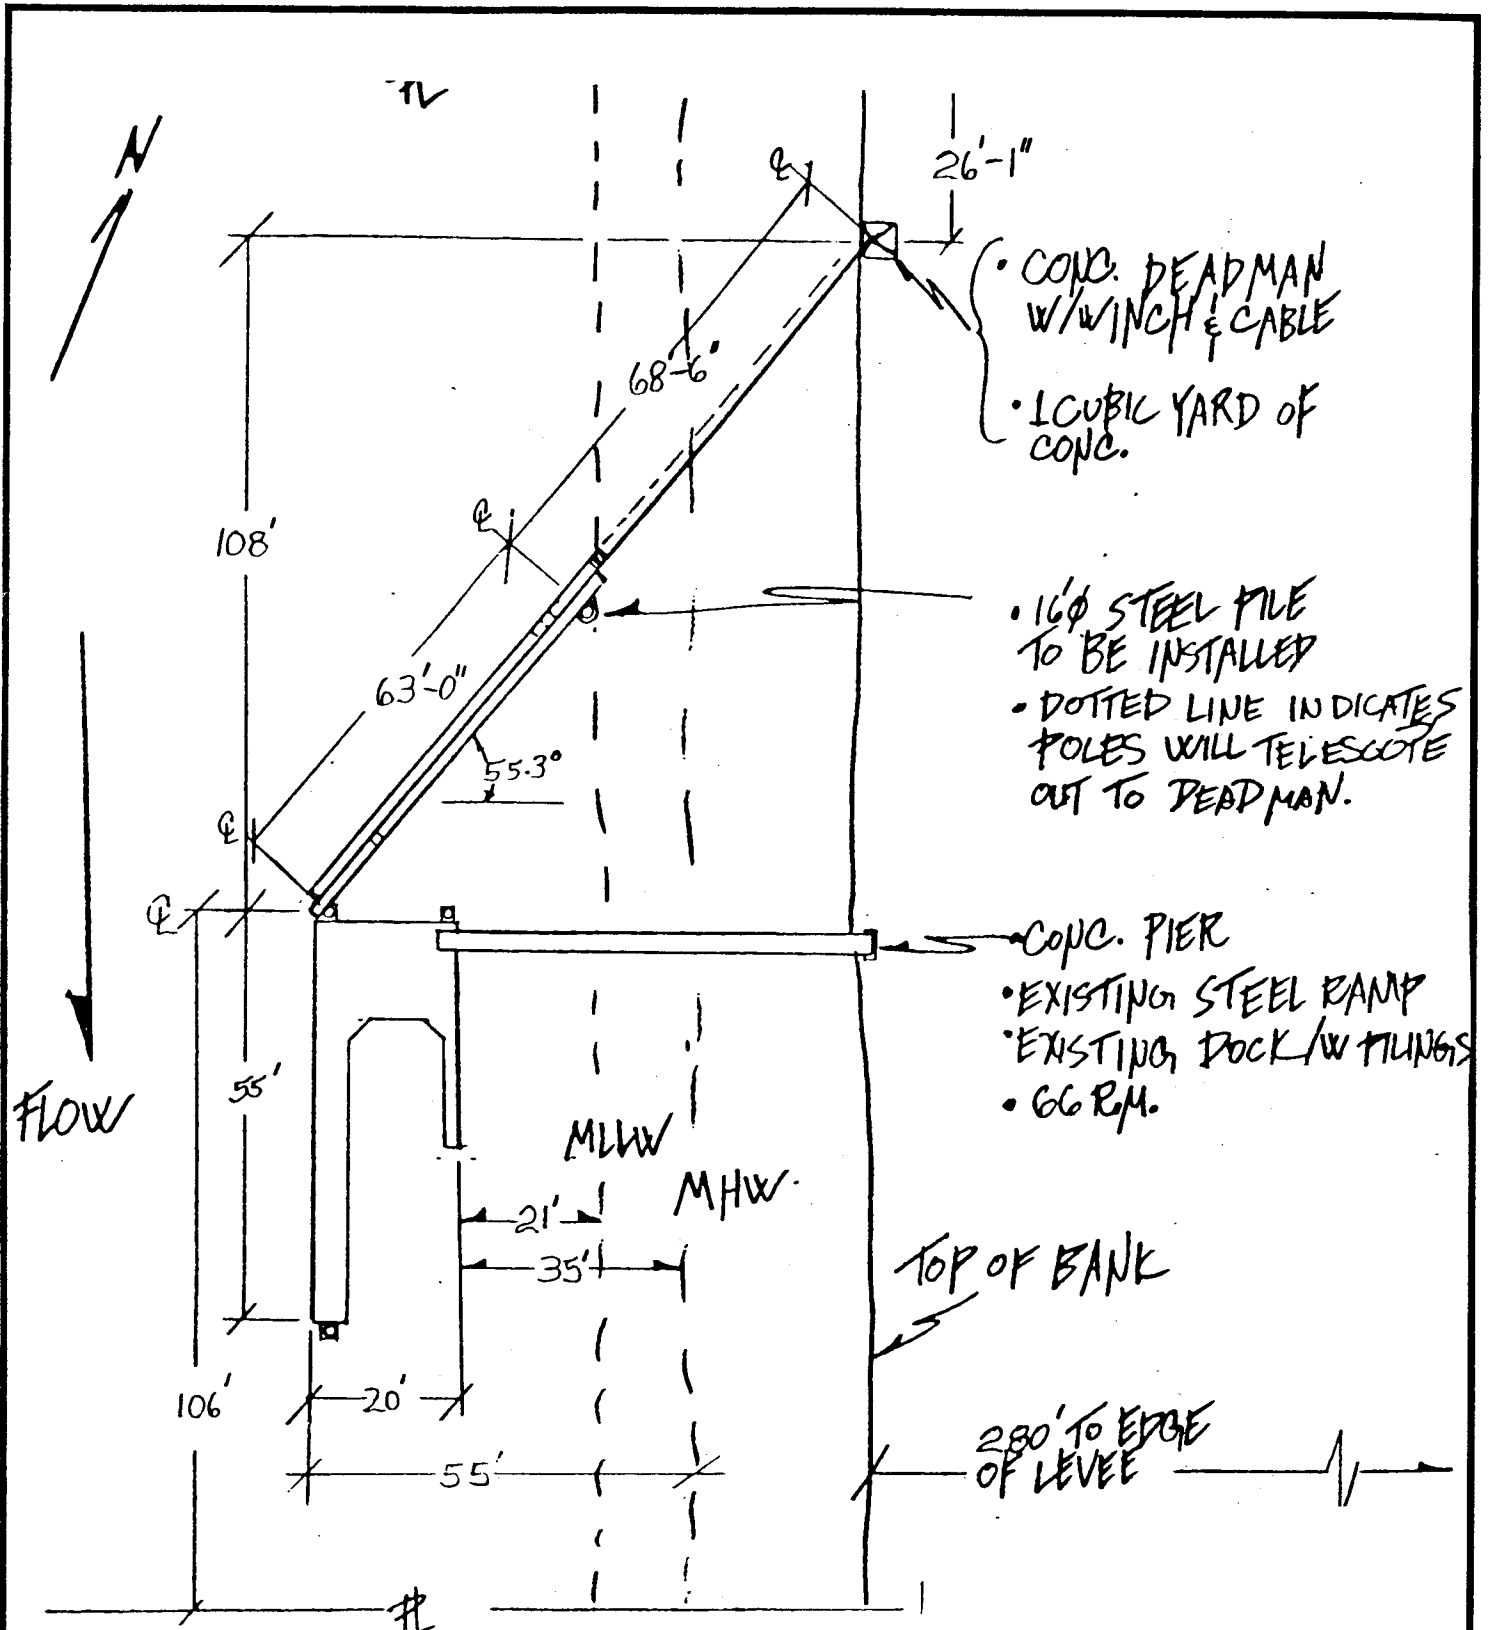 PL
N
26'-1"
• CONC. DEADMAN
W/WINCH & CABLE
• 1 CUBIC YARD OF
CONC.
℄
68'-6"
℄
108'
• 16"ϕ STEEL PILE
TO BE INSTALLED
• DOTTED LINE INDICATES
POLES WILL TELESCOPE
OUT TO DEADMAN.
63'-0"
55.3°
℄
℄
• CONC. PIER
• EXISTING STEEL RAMP
• EXISTING DOCK/W PILINGS
• 66 R.M.
FLOW
55'
MLLW
MHW.
21'
35'
TOP OF BANK
106'
20'
55'
280' TO EDGE
OF LEVEE
PL